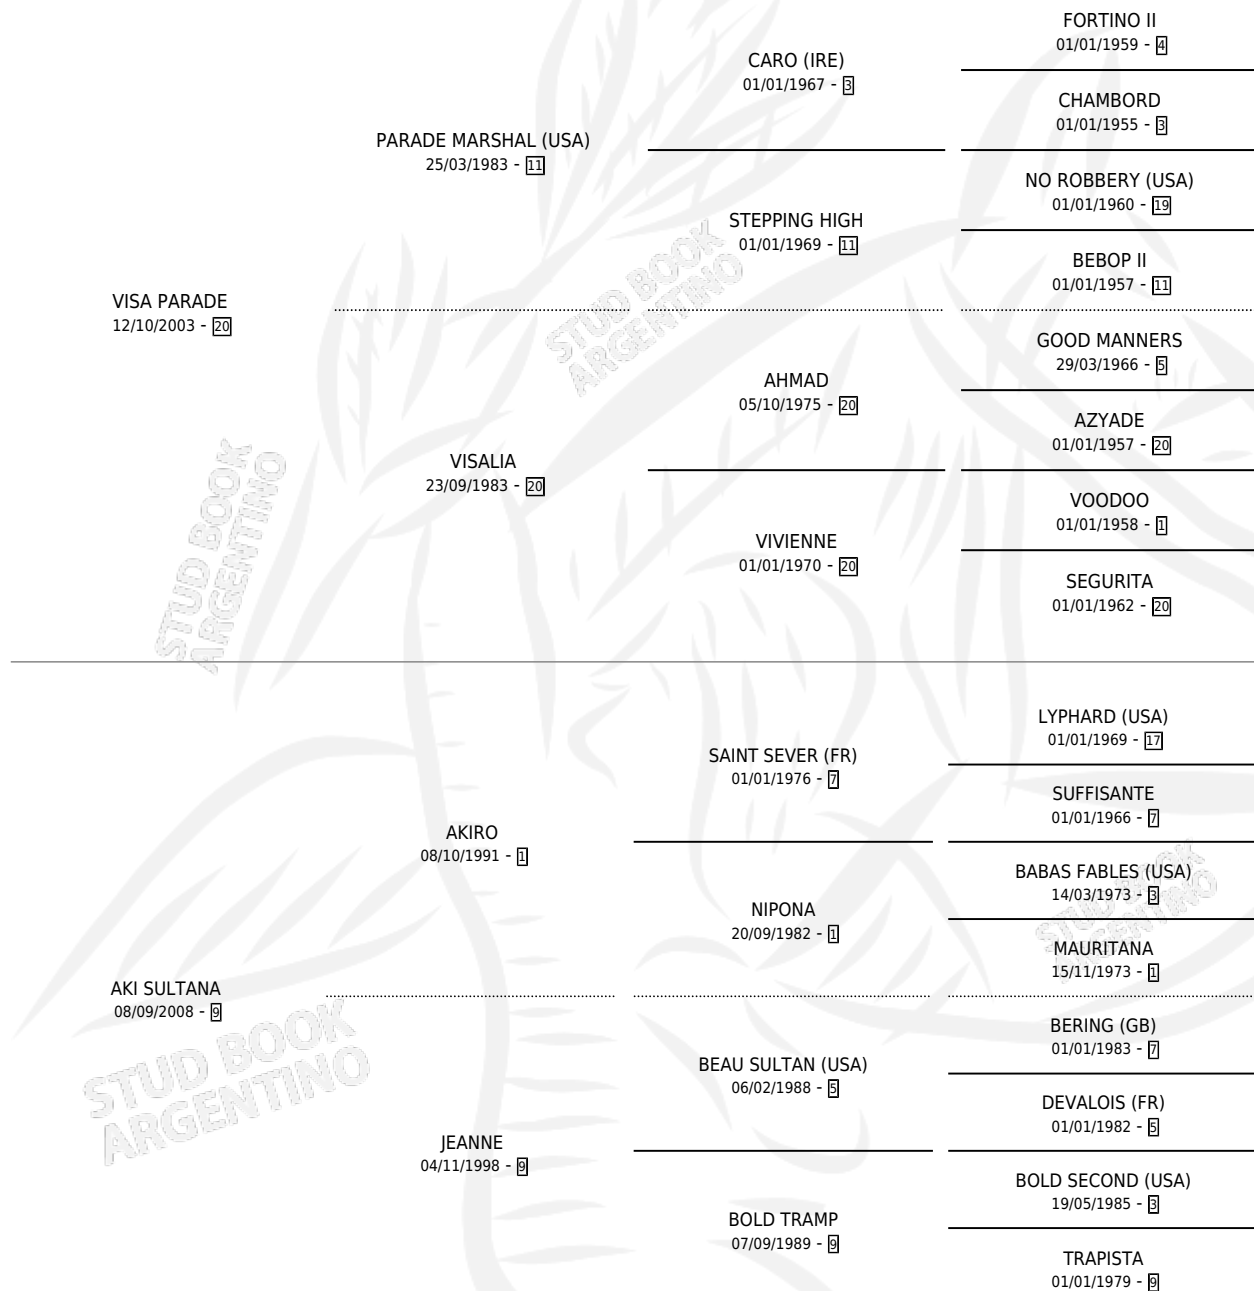 FORTINO II
01/01/1959 - 4
CARO (IRE)
01/01/1967 - 3
CHAMBORD
01/01/1955 - 3
PARADE MARSHAL (USA)
25/03/1983 - 11
NO ROBBERY (USA)
01/01/1960 - 19
STEPPING HIGH
01/01/1969 - 11
BEBOP II
01/01/1957 - 11
VISA PARADE
12/10/2003 - 20
STUD BOOK
ARGENTINO
GOOD MANNERS
29/03/1966 - 5
AHMAD
05/10/1975 - 20
AZYADE
01/01/1957 - 20
VISALIA
23/09/1983 - 20
VOODOO
01/01/1958 - 1
VIVIENNE
01/01/1970 - 20
SEGURITA
01/01/1962 - 20
STUD BOOK
ARGENTINO
LYPHARD (USA)
01/01/1969 - 17
SAINT SEVER (FR)
01/01/1976 - 7
SUFFISANTE
01/01/1966 - 7
AKIRO
08/10/1991 - 1
BABAS FABLES (USA)
14/03/1973 - 3
STUD BOOK
ARGENTINO
NIPONA
20/09/1982 - 1
MAURITANA
15/11/1973 - 1
AKI SULTANA
08/09/2008 - 9
STUD BOOK
ARGENTINO
BERING (GB)
01/01/1983 - 7
BEAU SULTAN (USA)
06/02/1988 - 5
DEVALOIS (FR)
01/01/1982 - 5
JEANNE
04/11/1998 - 9
BOLD SECOND (USA)
19/05/1985 - 3
BOLD TRAMP
07/09/1989 - 9
TRAPISTA
01/01/1979 - 9